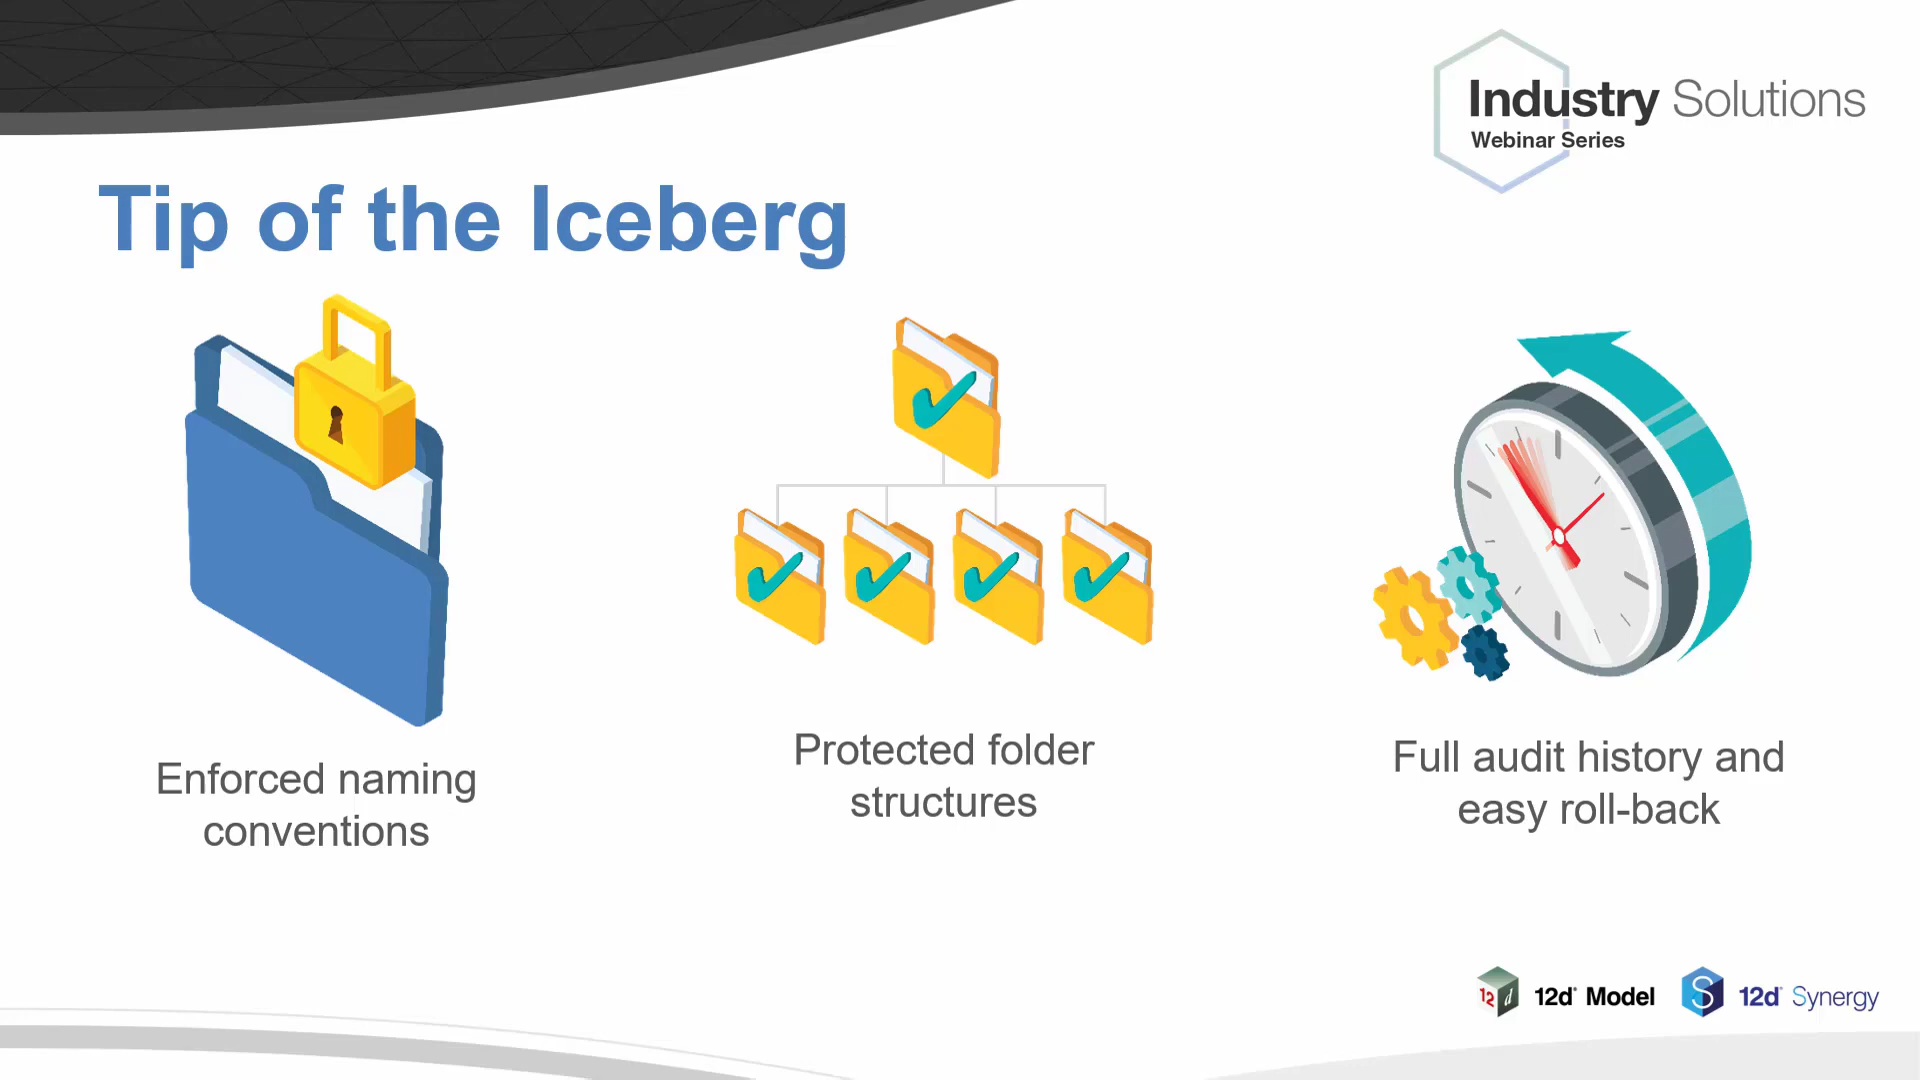 Industry Solutions
Webinar Series
Tip of the Iceberg
Enforced naming
conventions
Protected folder
structures
Full audit history and
easy roll-back
12d Model
12d Synergy